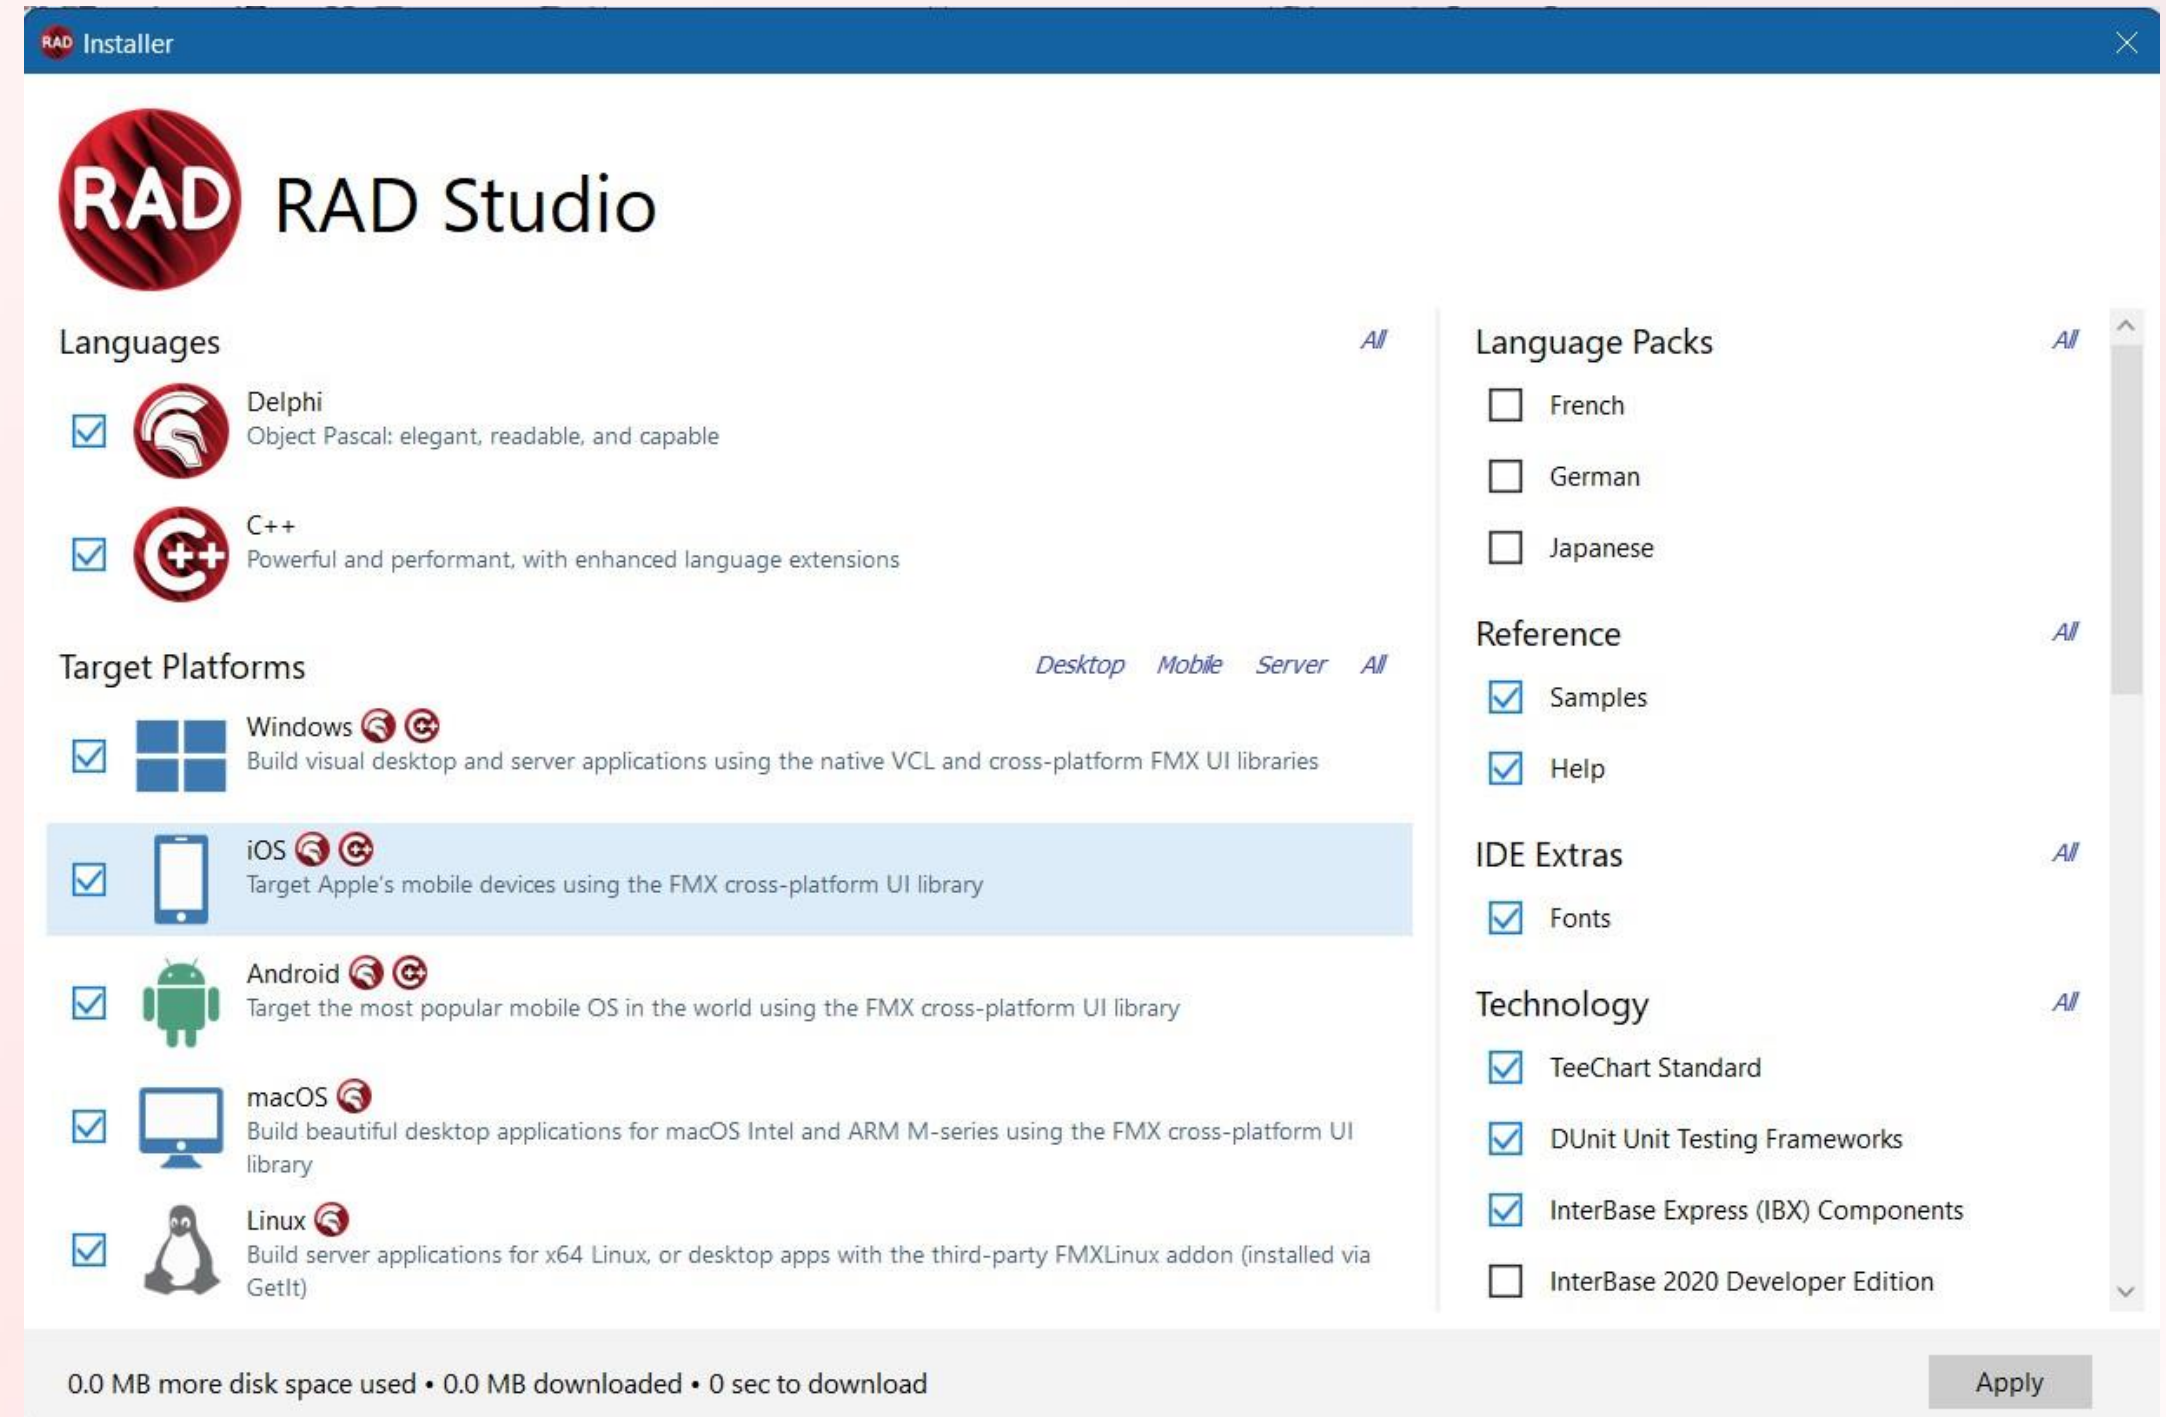 RAD Installer
RAD RAD Studio
Languages All
Delphi
Object Pascal: elegant, readable, and capable
C++
Powerful and performant, with enhanced language extensions
Target Platforms Desktop Mobile Server All
Windows
Build visual desktop and server applications using the native VCL and cross-platform FMX UI libraries
iOS
Target Apple's mobile devices using the FMX cross-platform UI library
Android
Target the most popular mobile OS in the world using the FMX cross-platform UI library
macOS
Build beautiful desktop applications for macOS Intel and ARM M-series using the FMX cross-platform UI
library
Linux
Build server applications for x64 Linux, or desktop apps with the third-party FMXLinux addon (installed via
GetIt)
Language Packs All
French
German
Japanese
Reference All
Samples
Help
IDE Extras All
Fonts
Technology All
TeeChart Standard
DUnit Unit Testing Frameworks
InterBase Express (IBX) Components
InterBase 2020 Developer Edition
0.0 MB more disk space used • 0.0 MB downloaded • 0 sec to download
Apply